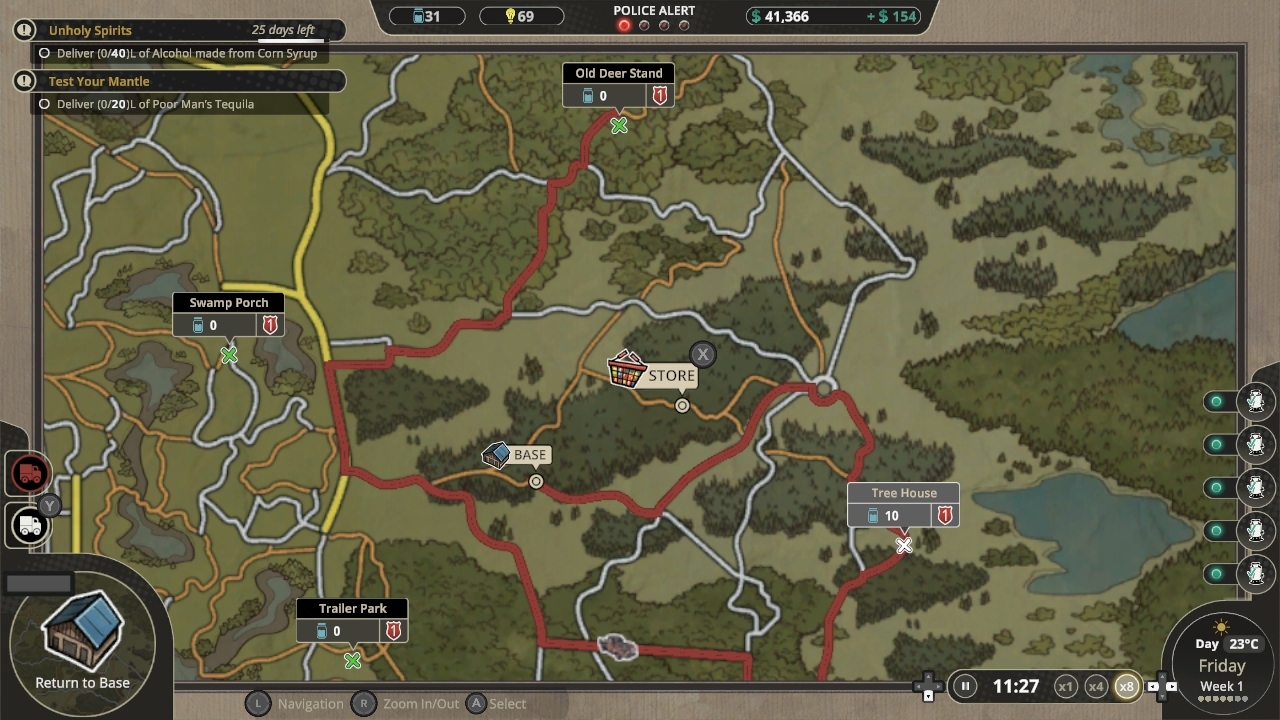 31
69
POLICE ALERT
$ 41,366
+ $ 154
Unholy Spirits
25 days left
Deliver (0/40)L of Alcohol made from Corn Syrup
Test Your Mantle
Deliver (0/20)L of Poor Man's Tequila
Old Deer Stand
0
1
Swamp Porch
0
1
X
STORE
BASE
Tree House
10
1
Y
Trailer Park
0
1
Return to Base
L Navigation R Zoom In/Out A Select
11:27
x1 x4 x8
Day 23°C
Friday
Week 1